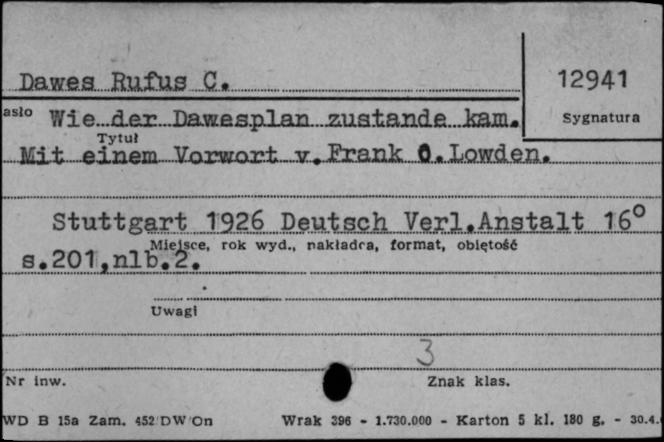 Dawes Rufus C.
12941
asło Wie der Dawesplan zustande kam.
Sygnatura
Tytuł
Mit einem Vorwort v. Frank O. Lowden.
Stuttgart 1926 Deutsch Verl.Anstalt 16°
Miejsce, rok wyd., nakładca, format, objętość
s.201,nlb.2.
Uwagi
3
Nr inw.
Znak klas.
WD B 15a Zam. 452/DW/On Wrak 396 - 1.730.000 - Karton 5 kl. 180 g. - 30.4.